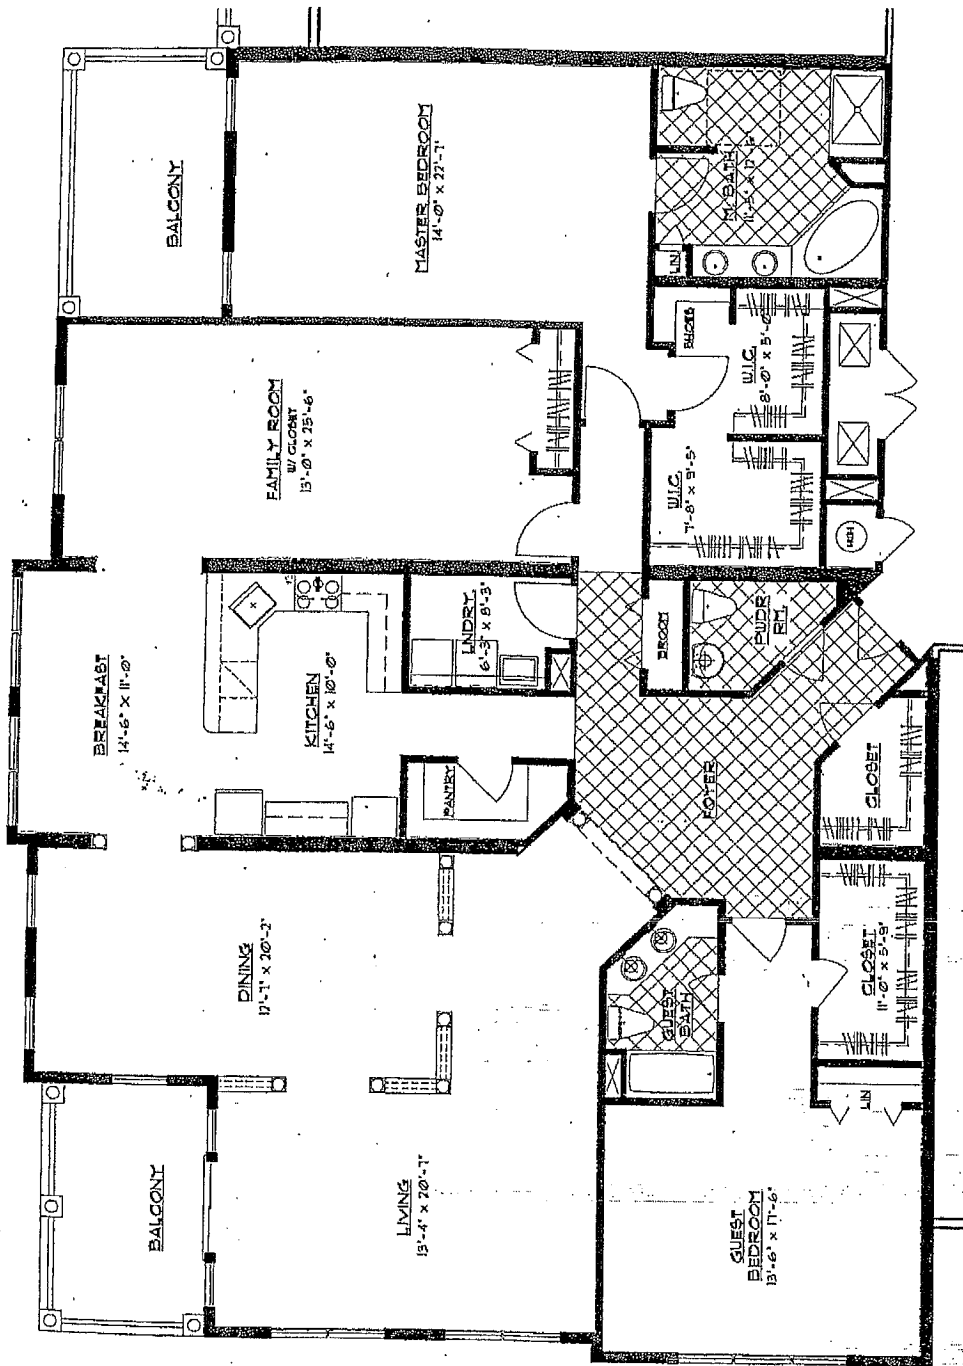 BALCONY
MASTER BEDROOM
14'-0" x 22'-7"
M. BATH
LIN
SHOES
W.I.C.
8'-0" x 5'-0"
FAMILY ROOM
W/ CLOSET
13'-0" x 25'-6"
W.I.C.
7'-8" x 9'-5"
BREAKFAST
14'-6" x 11'-0"
KITCHEN
14'-6" x 10'-0"
LNDRY.
6'-3" x 8'-3"
BROOM
PWDR
RM.
PANTRY
FOYER
CLOSET
DINING
12'-7" x 20'-2"
GUEST
BATH
CLOSET
11'-0" x 5'-9"
LIN
BALCONY
LIVING
13'-4" x 20'-7"
GUEST
BEDROOM
13'-6" x 17'-6"